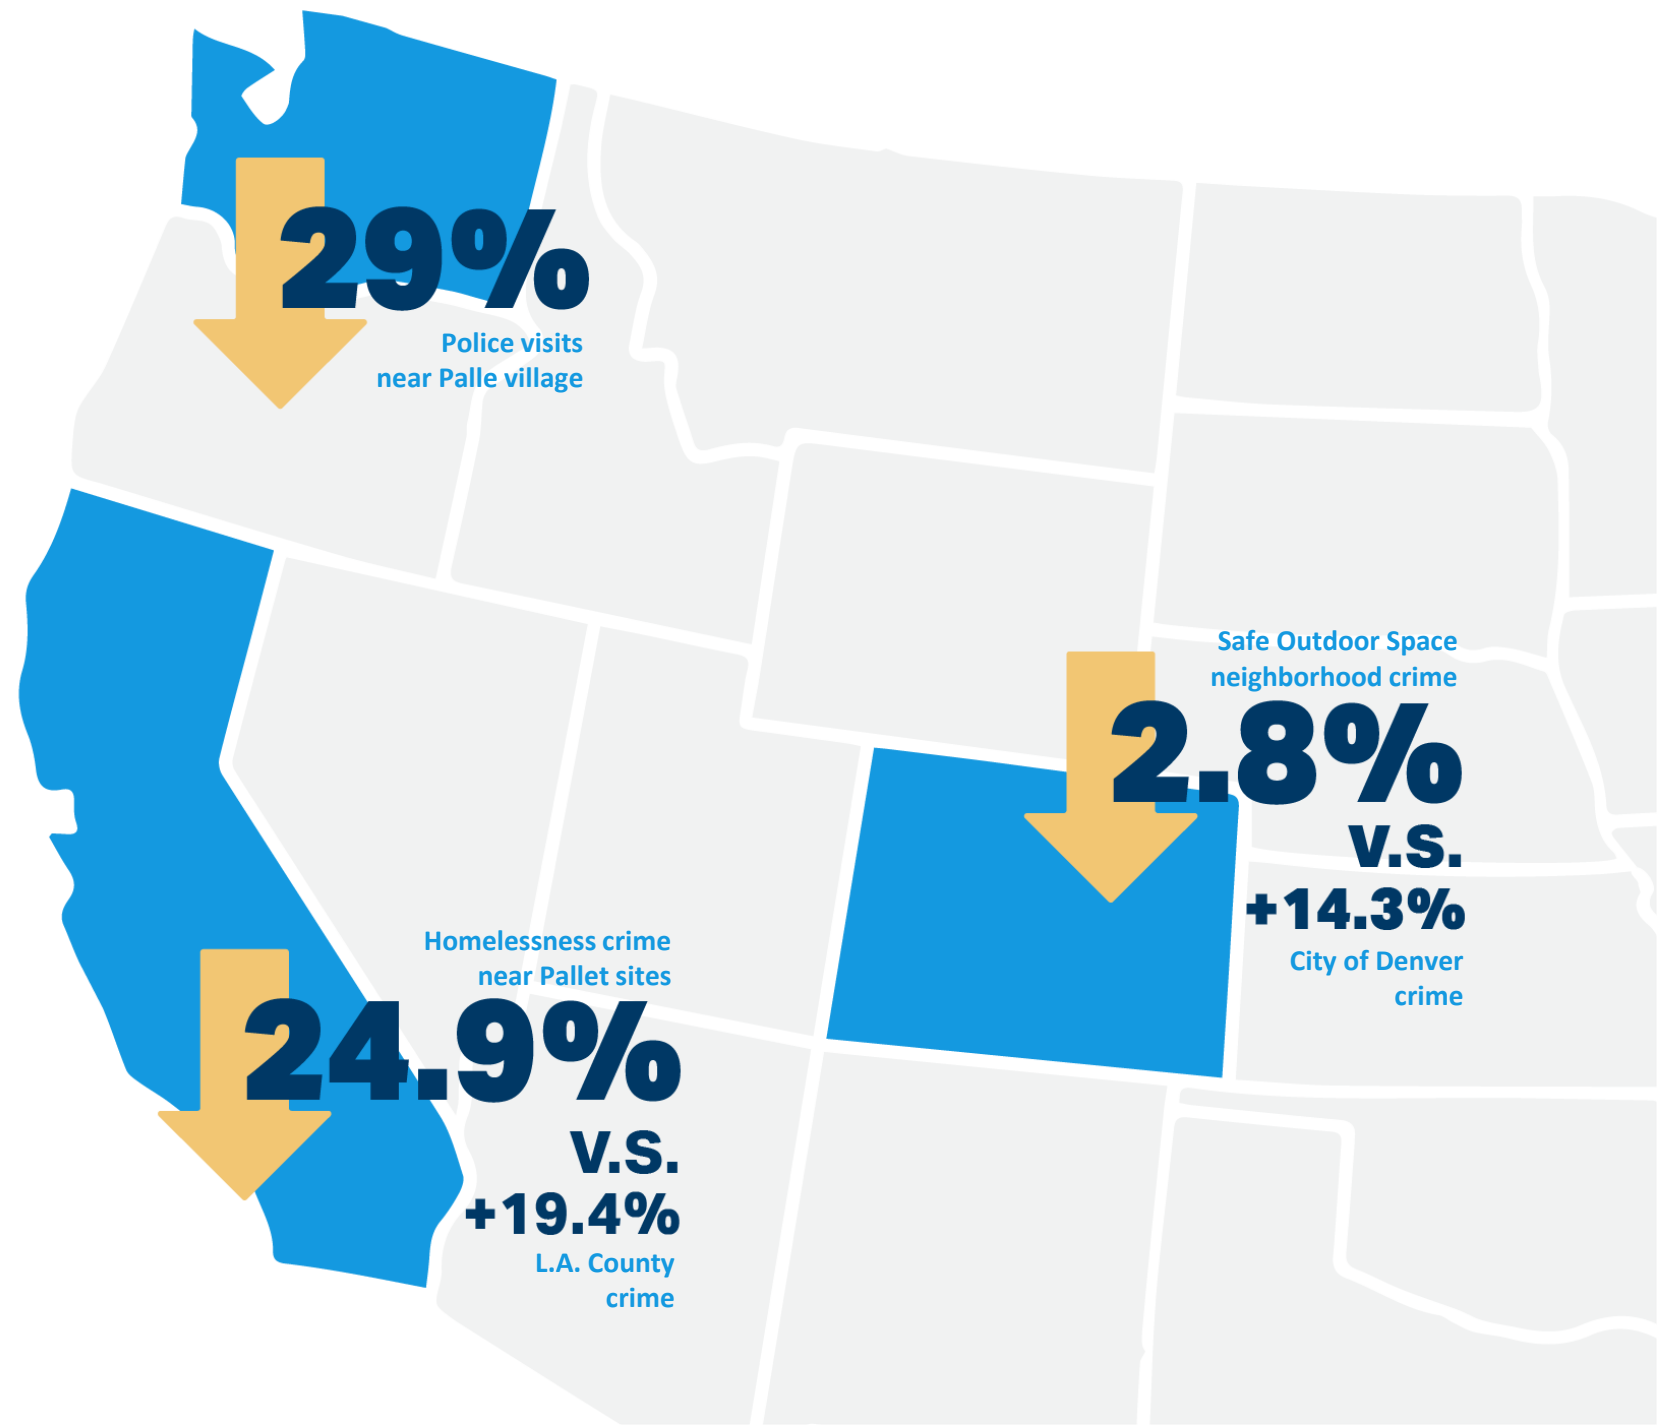 29%
Police visits
near Palle village
Safe Outdoor Space
neighborhood crime
2.8%
V.S.
+14.3%
City of Denver
crime
Homelessness crime
near Pallet sites
24.9%
V.S.
+19.4%
L.A. County
crime